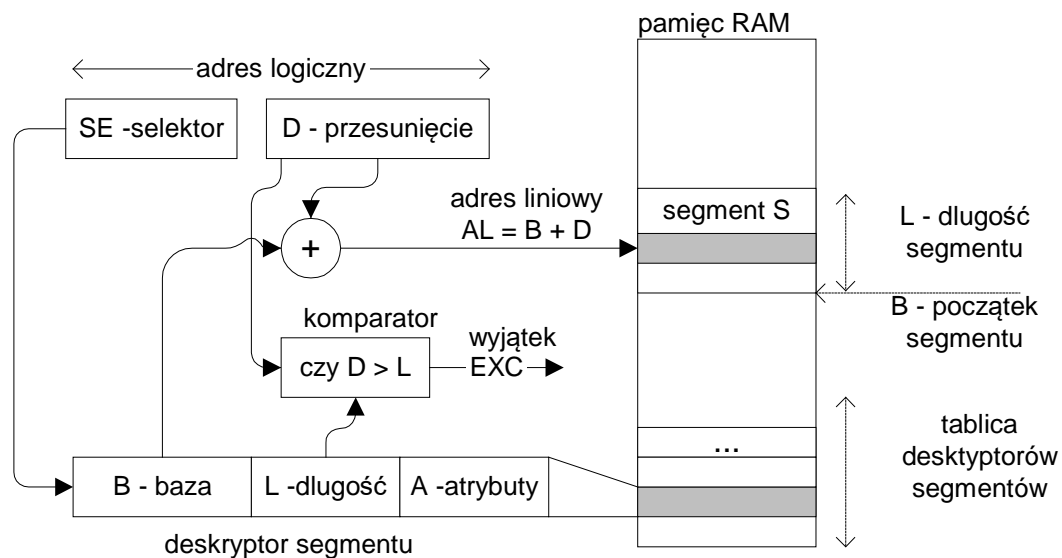 pamięc RAM
adres logiczny
SE -selektor
D - przesunięcie
adres liniowy
AL = B + D
segment S
L - dlugość
segmentu
+
B - początek
segmentu
komparator
czy D > L
wyjątek
EXC
...
tablica
desktyptorów
segmentów
B - baza
L -dlugość
A -atrybuty
deskryptor segmentu